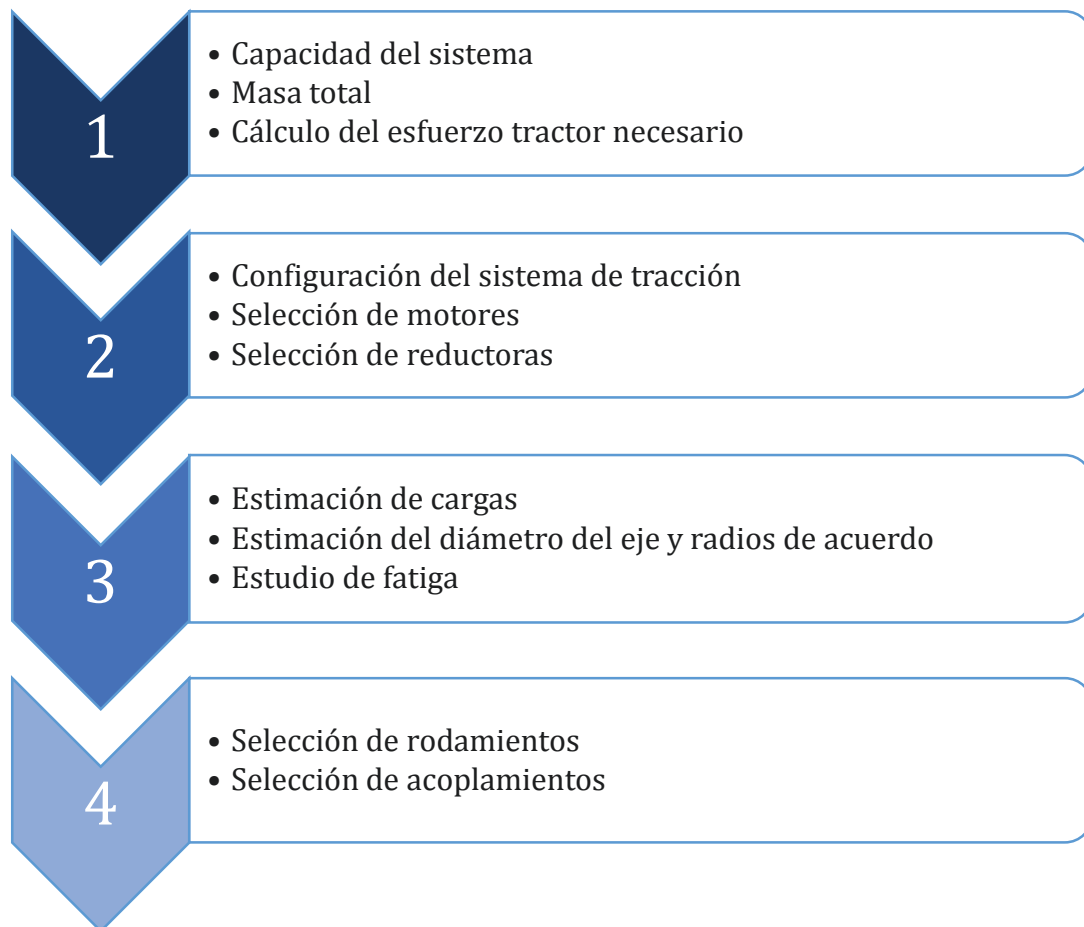 1
• Capacidad del sistema
• Masa total
• Cálculo del esfuerzo tractor necesario
2
• Configuración del sistema de tracción
• Selección de motores
• Selección de reductoras
3
• Estimación de cargas
• Estimación del diámetro del eje y radios de acuerdo
• Estudio de fatiga
4
• Selección de rodamientos
• Selección de acoplamientos